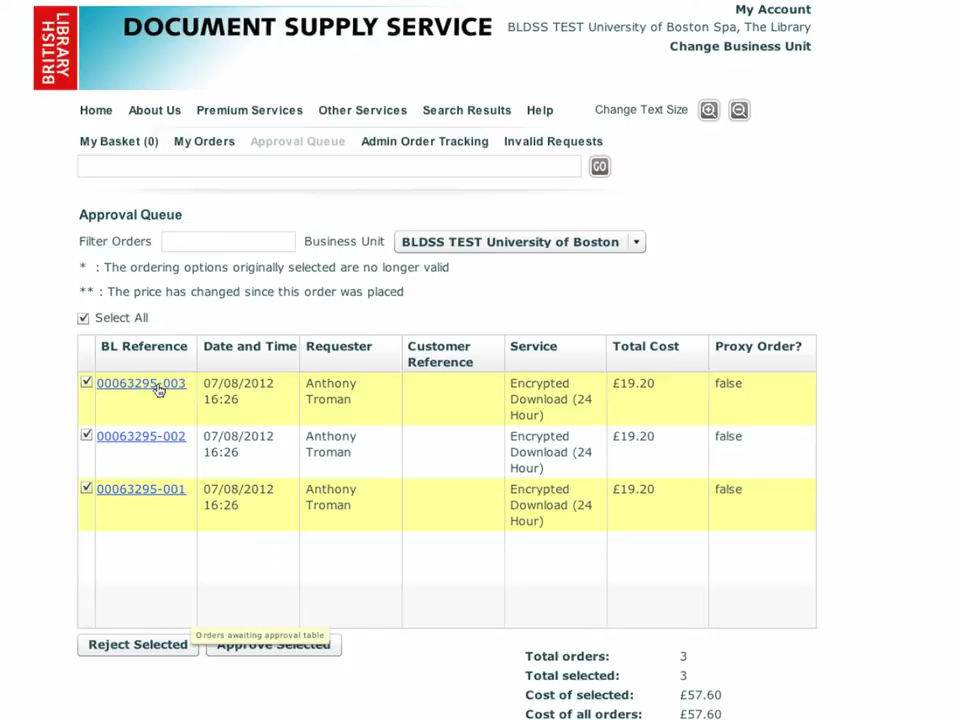 BRITISH
LIBRARY
DOCUMENT SUPPLY SERVICE
My Account
BLDSS TEST University of Boston Spa, The Library
Change Business Unit
Home About Us Premium Services Other Services Search Results Help Change Text Size
My Basket (0) My Orders Approval Queue Admin Order Tracking Invalid Requests
GO
Approval Queue
Filter Orders Business Unit BLDSS TEST University of Boston
* : The ordering options originally selected are no longer valid
** : The price has changed since this order was placed
Select All
BL Reference Date and Time Requester Customer Reference Service Total Cost Proxy Order?
00063295-003 07/08/2012 16:26 Anthony Troman Encrypted Download (24 Hour) £19.20 false
00063295-002 07/08/2012 16:26 Anthony Troman Encrypted Download (24 Hour) £19.20 false
00063295-001 07/08/2012 16:26 Anthony Troman Encrypted Download (24 Hour) £19.20 false
Orders awaiting approval table
Reject Selected Approve Selected
Total orders: 3
Total selected: 3
Cost of selected: £57.60
Cost of all orders: £57.60